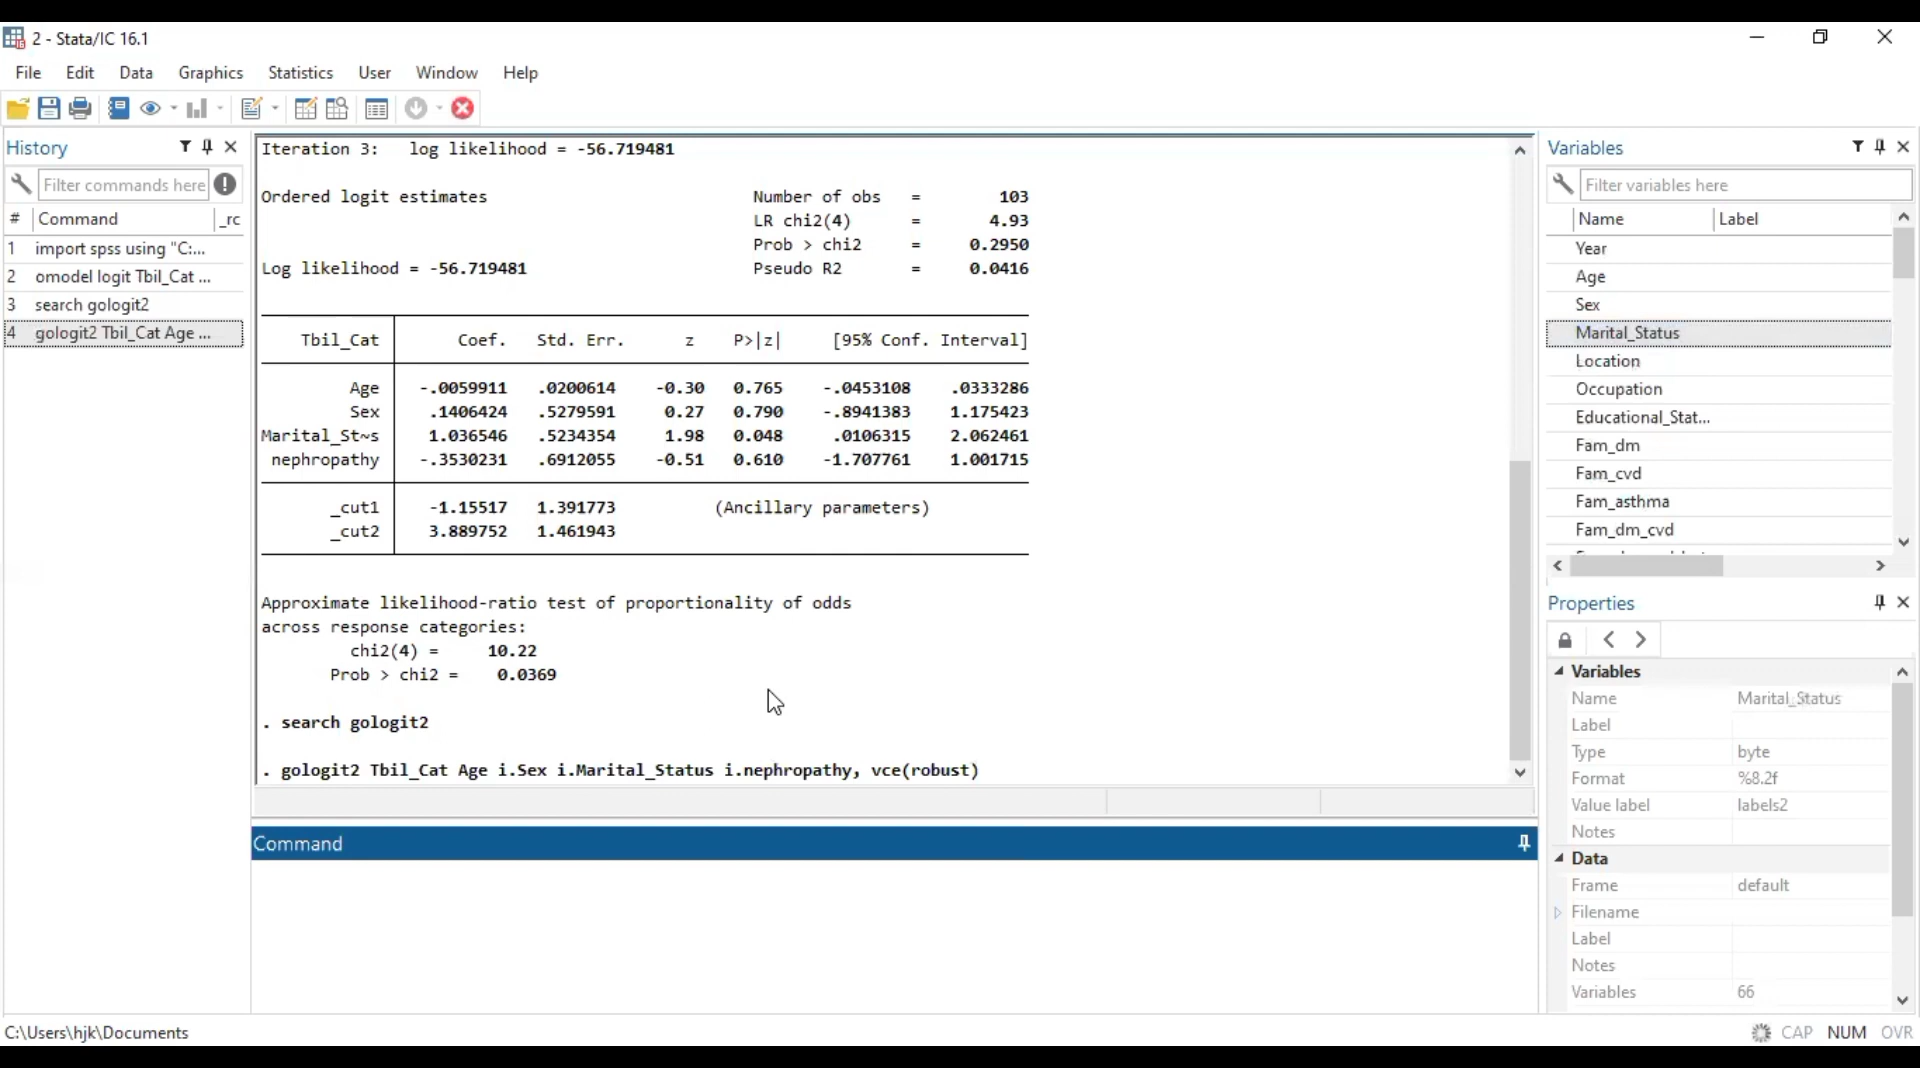 2 - Stata/IC 16.1
File Edit Data Graphics Statistics User Window Help
History
Filter commands here
# Command _rc
1 import spss using "C:...
2 omodel logit Tbil_Cat ...
3 search gologit2
4 gologit2 Tbil_Cat Age ...
Iteration 3: log likelihood = -56.719481
Ordered logit estimates Number of obs = 103
LR chi2(4) = 4.93
Prob > chi2 = 0.2950
Log likelihood = -56.719481 Pseudo R2 = 0.0416
Tbil_Cat Coef. Std. Err. z P>|z| [95% Conf. Interval]
Age -.0059911 .0200614 -0.30 0.765 -.0453108 .0333286
Sex .1406424 .5279591 0.27 0.790 -.8941383 1.175423
Marital_St~s 1.036546 .5234354 1.98 0.048 .0106315 2.062461
nephropathy -.3530231 .6912055 -0.51 0.610 -1.707761 1.001715
_cut1 -1.15517 1.391773 (Ancillary parameters)
_cut2 3.889752 1.461943
Approximate likelihood-ratio test of proportionality of odds
across response categories:
chi2(4) = 10.22
Prob > chi2 = 0.0369
. search gologit2
. gologit2 Tbil_Cat Age i.Sex i.Marital_Status i.nephropathy, vce(robust)
Command
Variables
Filter variables here
Name Label
Year
Age
Sex
Marital_Status
Location
Occupation
Educational_Stat...
Fam_dm
Fam_cvd
Fam_asthma
Fam_dm_cvd
Properties
Variables
Name Marital_Status
Label
Type byte
Format %8.2f
Value label labels2
Notes
Data
Frame default
Filename
Label
Notes
Variables 66
C:\Users\hjk\Documents
CAP NUM OVR